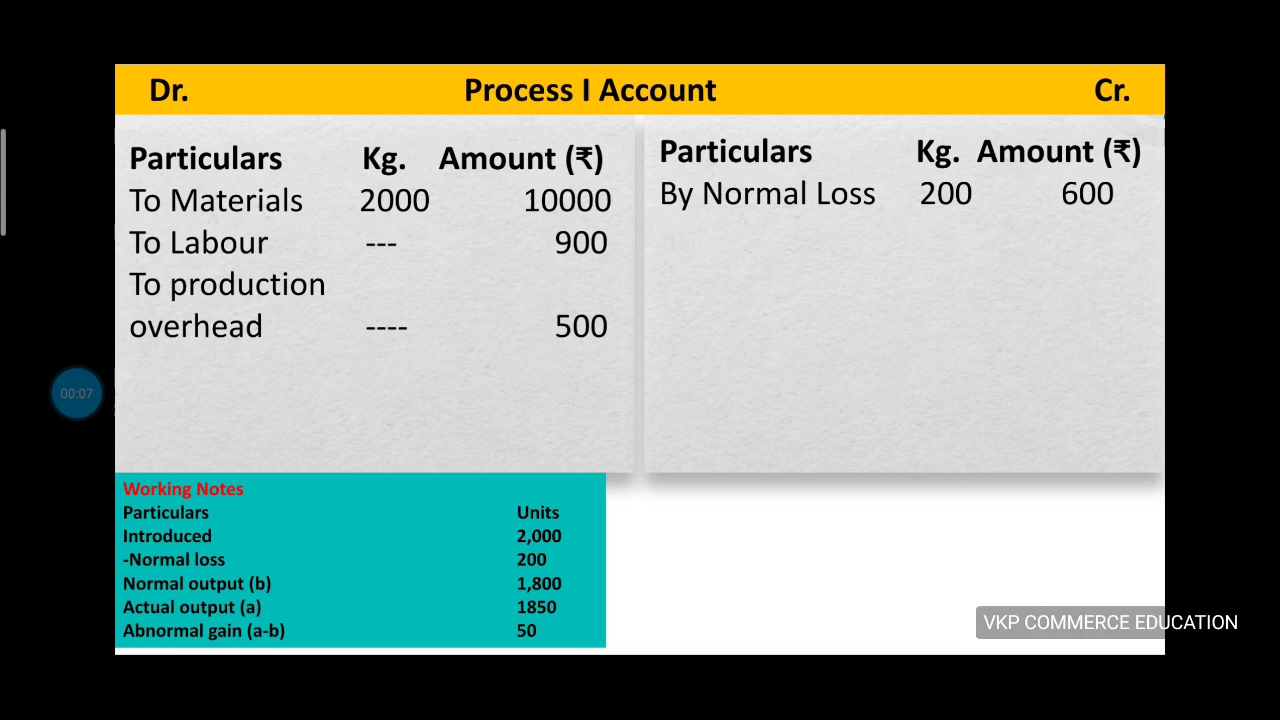 Dr. Process I Account Cr.
Particulars Kg. Amount (₹)
To Materials 2000 10000
To Labour --- 900
To production
overhead ---- 500
Particulars Kg. Amount (₹)
By Normal Loss 200 600
00:07
Working Notes
Particulars Units
Introduced 2,000
-Normal loss 200
Normal output (b) 1,800
Actual output (a) 1850
Abnormal gain (a-b) 50
VKP COMMERCE EDUCATION